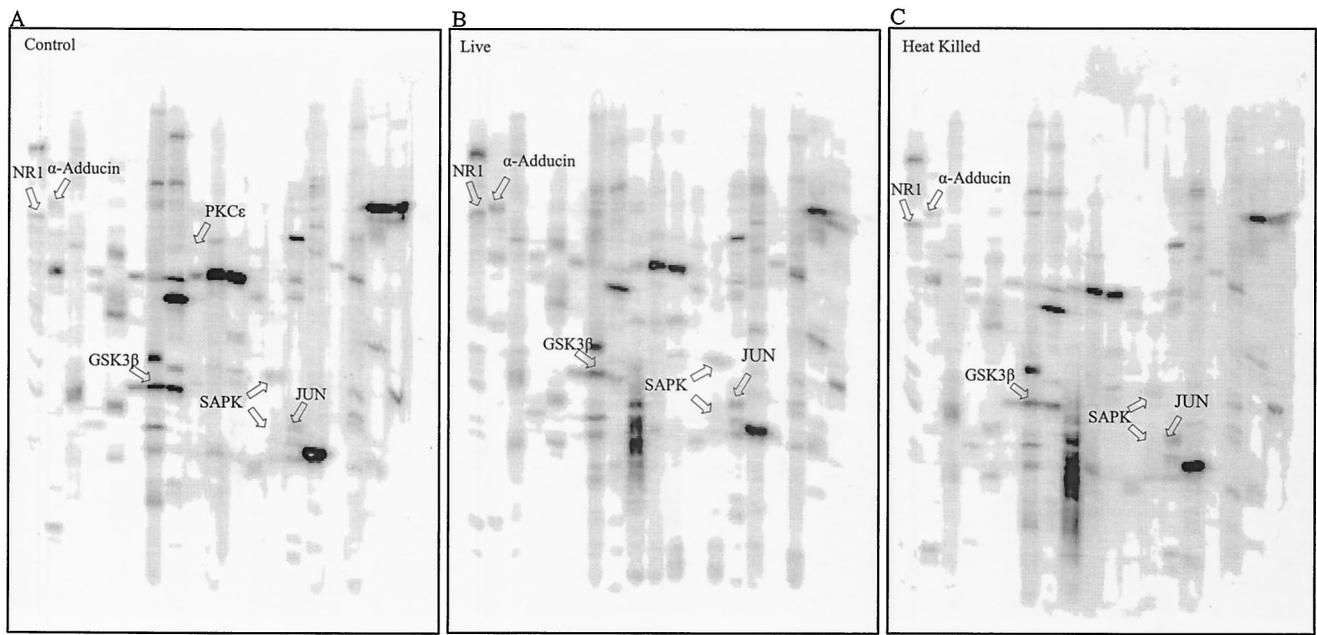 A
Control
NR1
α-Adducin
PKCε
GSK3β
SAPK
JUN
B
Live
NR1
α-Adducin
GSK3β
SAPK
JUN
C
Heat Killed
NR1
α-Adducin
GSK3β
SAPK
JUN